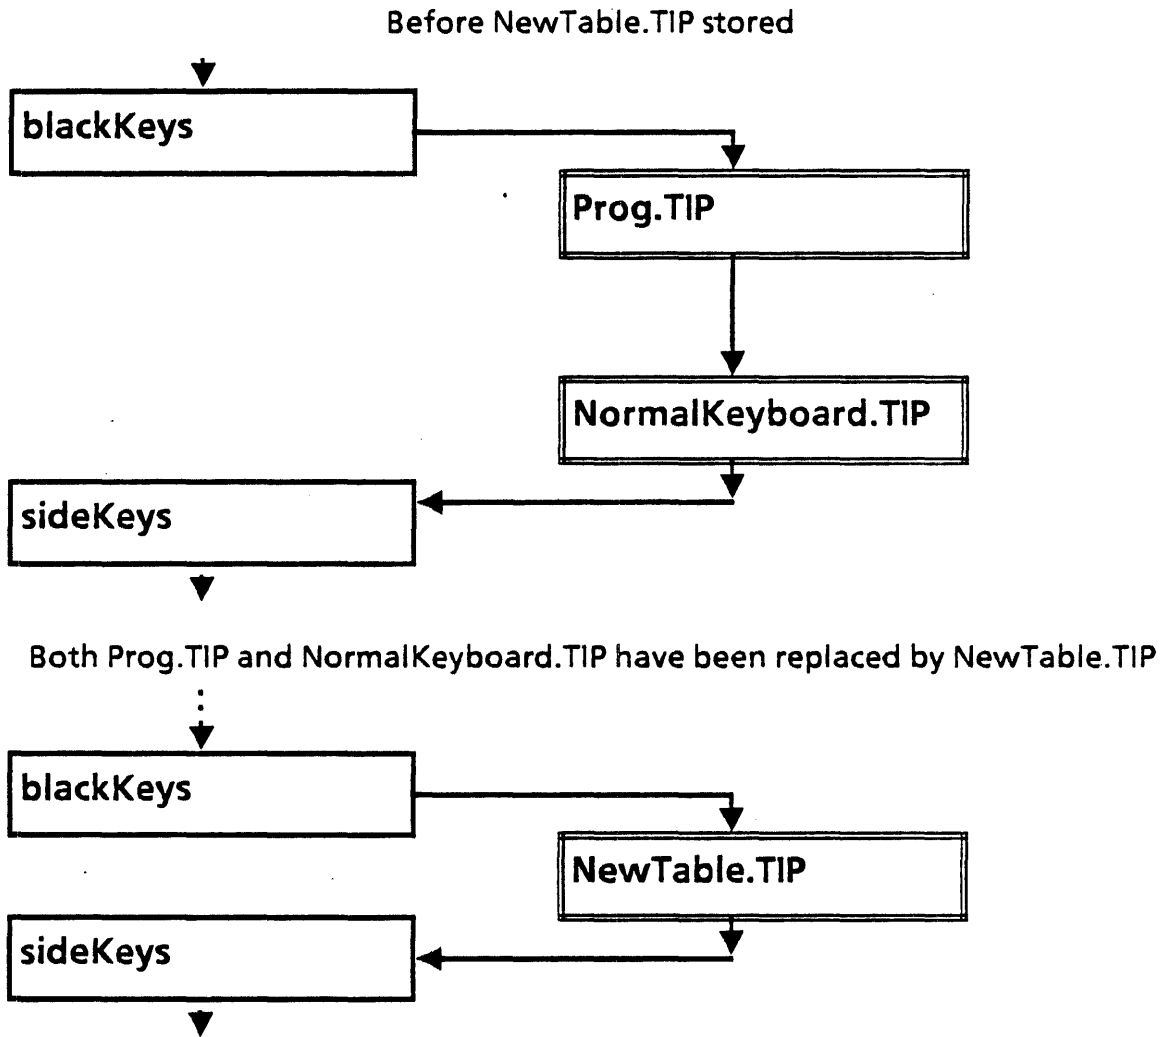 Before NewTable.TIP stored
blackKeys
Prog.TIP
NormalKeyboard.TIP
sideKeys
Both Prog.TIP and NormalKeyboard.TIP have been replaced by NewTable.TIP
blackKeys
NewTable.TIP
sideKeys